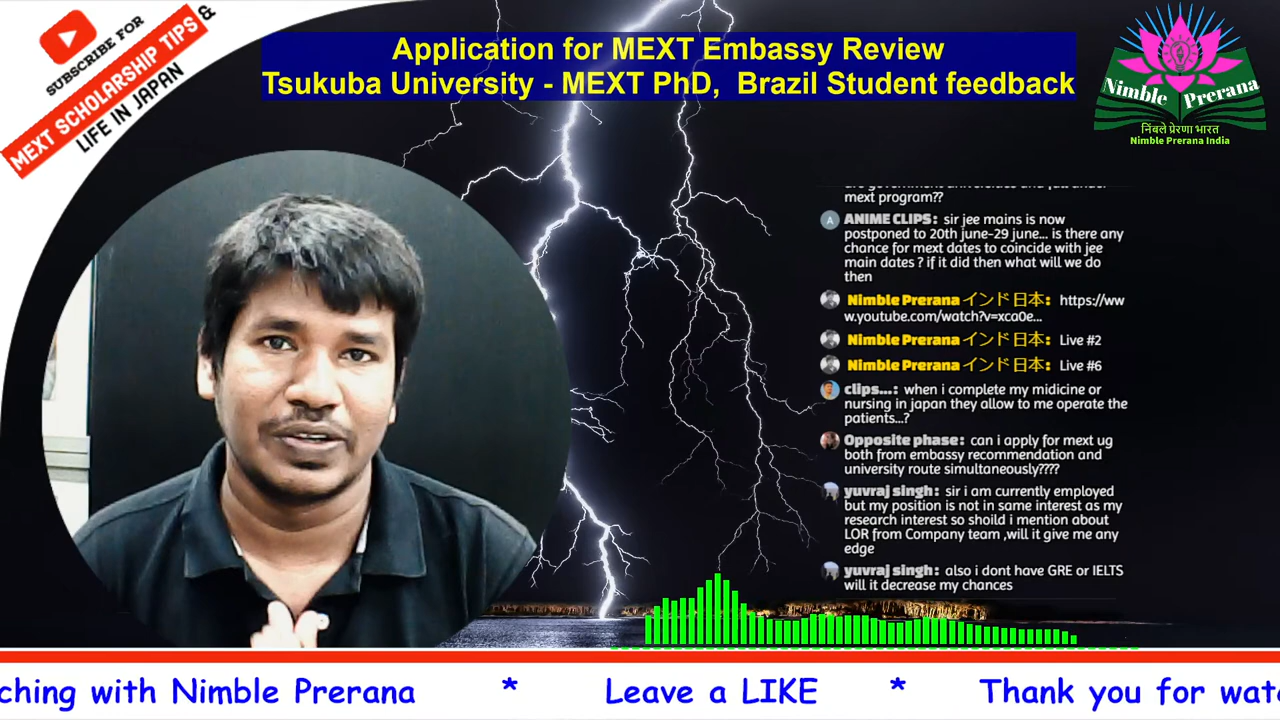 SUBSCRIBE FOR
MEXT SCHOLARSHIP TIPS &
LIFE IN JAPAN
Application for MEXT Embassy Review
Tsukuba University - MEXT PhD, Brazil Student feedback
Nimble Prerana
निंबले प्रेरणा भारत
Nimble Prerana India
mext program??
A ANIME CLIPS: sir jee mains is now
postponed to 20th june-29 june... is there any
chance for mext dates to coincide with jee
main dates ? if it did then what will we do
then
Nimble Prerana インド日本: https://ww
w.youtube.com/watch?v=xca0e...
Nimble Prerana インド日本: Live #2
Nimble Prerana インド日本: Live #6
clips...: when i complete my midicine or
nursing in japan they allow to me operate the
patients...?
Opposite phase: can i apply for mext ug
both from embassy recommendation and
university route simultaneously????
yuvraj singh: sir i am currently employed
but my position is not in same interest as my
research interest so shoild i mention about
LOR from Company team ,will it give me any
edge
yuvraj singh: also i dont have GRE or IELTS
will it decrease my chances
ching with Nimble Prerana * Leave a LIKE * Thank you for wat